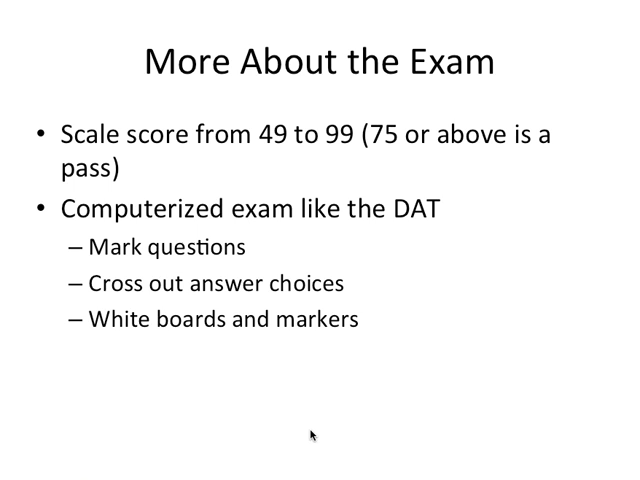 More About the Exam
• Scale score from 49 to 99 (75 or above is a
pass)
• Computerized exam like the DAT
– Mark questions
– Cross out answer choices
– White boards and markers